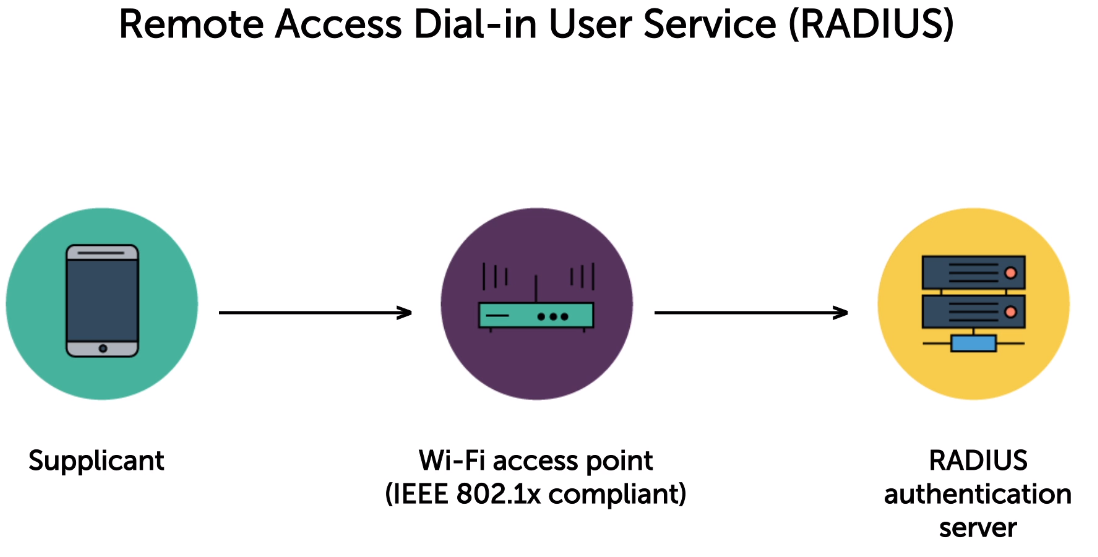 Remote Access Dial-in User Service (RADIUS)
Supplicant
Wi-Fi access point
(IEEE 802.1x compliant)
RADIUS
authentication
server